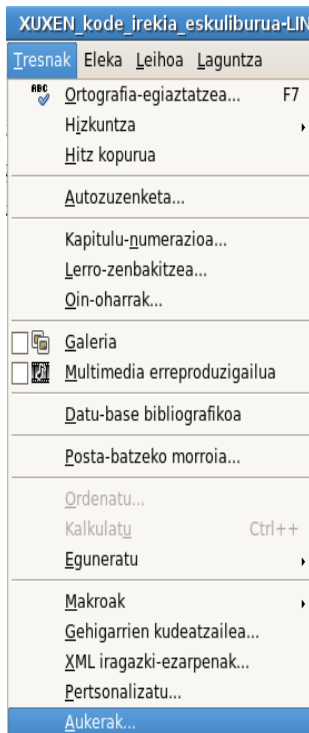 XUXEN_kode_irekia_eskuliburua-LIN
Tresnak Eleka Leihoa Laguntza
ABC Ortografia-egiaztatzea... F7
Hizkuntza
Hitz kopurua
Autozuzenketa...
Kapitulu-numerazioa...
Lerro-zenbakitzea...
Oin-oharrak...
Galeria
Multimedia erreproduzigailua
Datu-base bibliografikoa
Posta-batzeko morroia...
Ordenatu...
Kalkulatu Ctrl++
Eguneratu
Makroak
Gehigarrien kudeatzailea...
XML iragazki-ezarpenak...
Pertsonalizatu...
Aukerak...